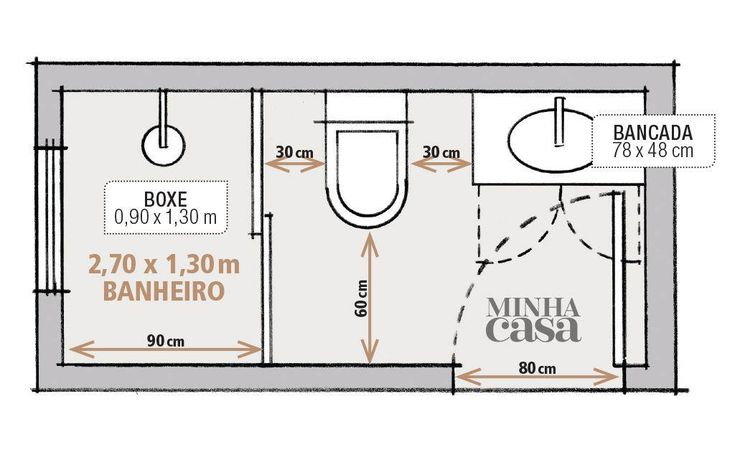 30 cm
30 cm
BANCADA
78 x 48 cm
BOXE
0,90 x 1,30 m
2,70 x 1,30 m
BANHEIRO
60 cm
MINHA
CASA
90 cm
80 cm